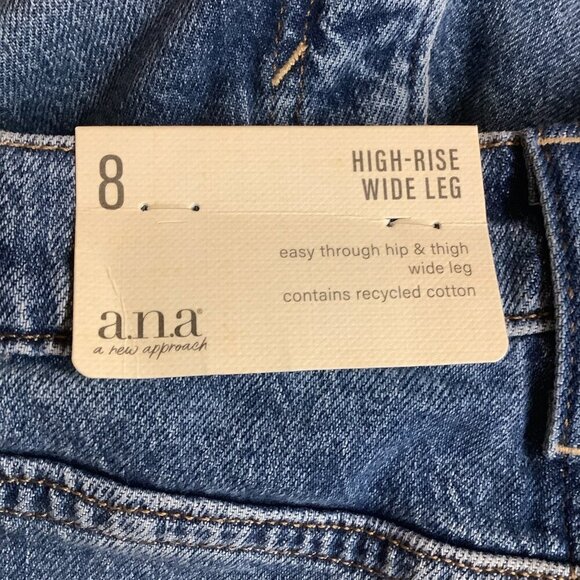 8
HIGH-RISE
WIDE LEG
easy through hip & thigh
wide leg
contains recycled cotton
a.n.a®
a new approach